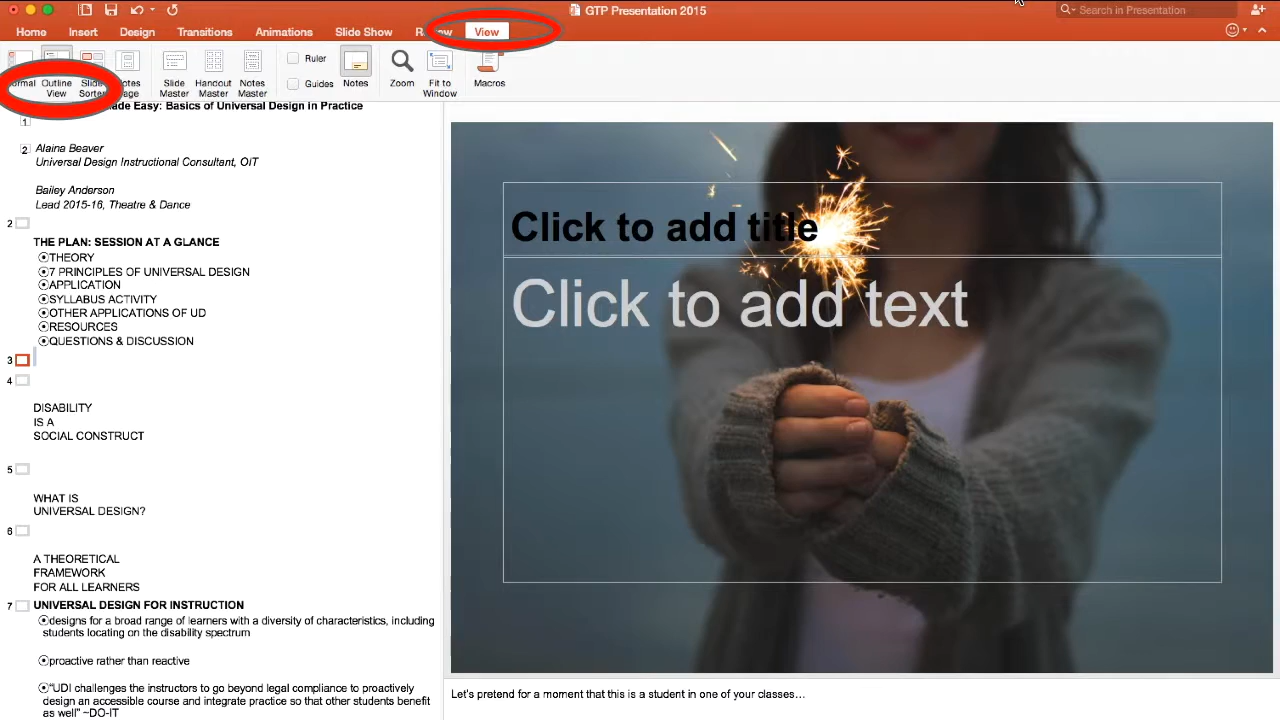 GTP Presentation 2015
Search in Presentation
Home Insert Design Transitions Animations Slide Show View
Ruler
Guides
Outline View
Slide Master
Handout Master
Notes Master
Notes
Zoom
Fit to Window
Macros
Made Easy: Basics of Universal Design in Practice
1
2 Alaina Beaver
Universal Design Instructional Consultant, OIT
Bailey Anderson
Lead 2015-16, Theatre & Dance
2
THE PLAN: SESSION AT A GLANCE
THEORY
7 PRINCIPLES OF UNIVERSAL DESIGN
APPLICATION
SYLLABUS ACTIVITY
OTHER APPLICATIONS OF UD
RESOURCES
QUESTIONS & DISCUSSION
3
4
DISABILITY
IS A
SOCIAL CONSTRUCT
5
WHAT IS
UNIVERSAL DESIGN?
6
A THEORETICAL
FRAMEWORK
FOR ALL LEARNERS
7 UNIVERSAL DESIGN FOR INSTRUCTION
designs for a broad range of learners with a diversity of characteristics, including
students locating on the disability spectrum
proactive rather than reactive
“UDI challenges the instructors to go beyond legal compliance to proactively
design an accessible course and integrate practice so that other students benefit
as well” ~DO-IT
Click to add title
Click to add text
Let's pretend for a moment that this is a student in one of your classes…